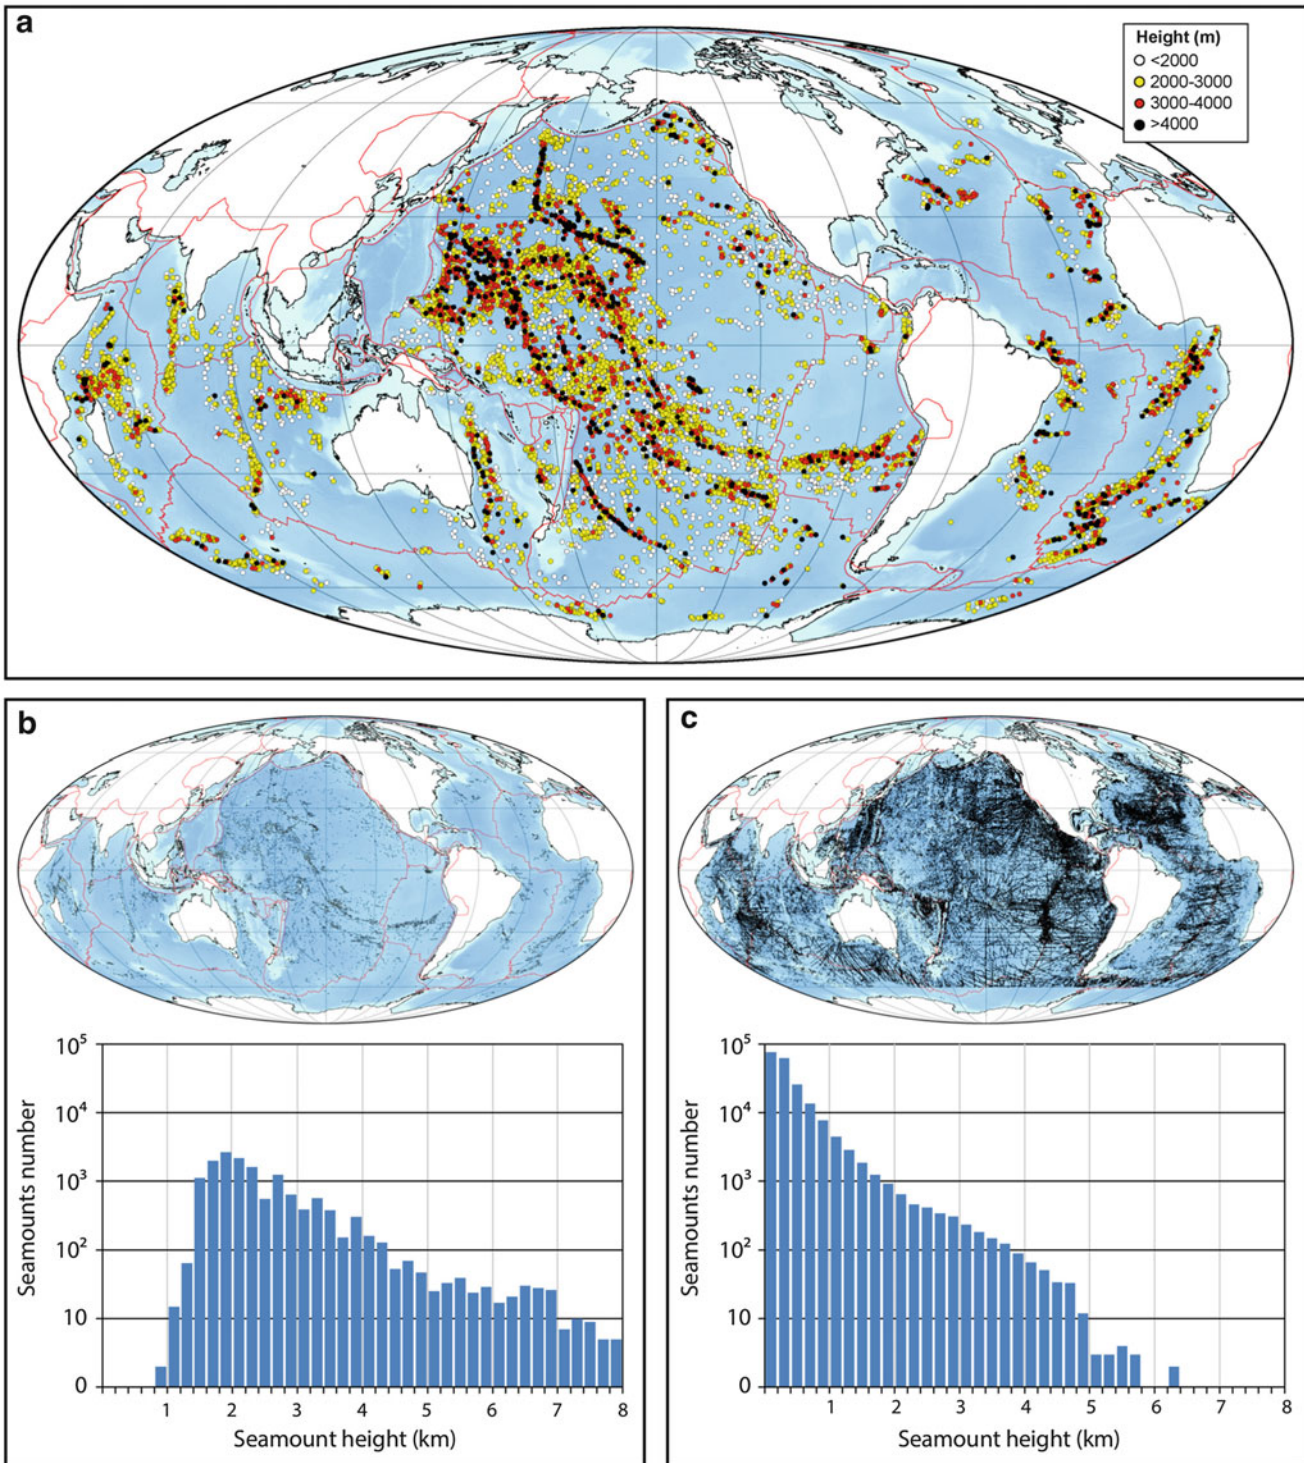 a
Height (m)
<2000
2000-3000
3000-4000
>4000
b
10⁵
10⁴
10³
10²
10
0
Seamounts number
1 2 3 4 5 6 7 8
Seamount height (km)
c
10⁵
10⁴
10³
10²
10
0
Seamounts number
1 2 3 4 5 6 7 8
Seamount height (km)